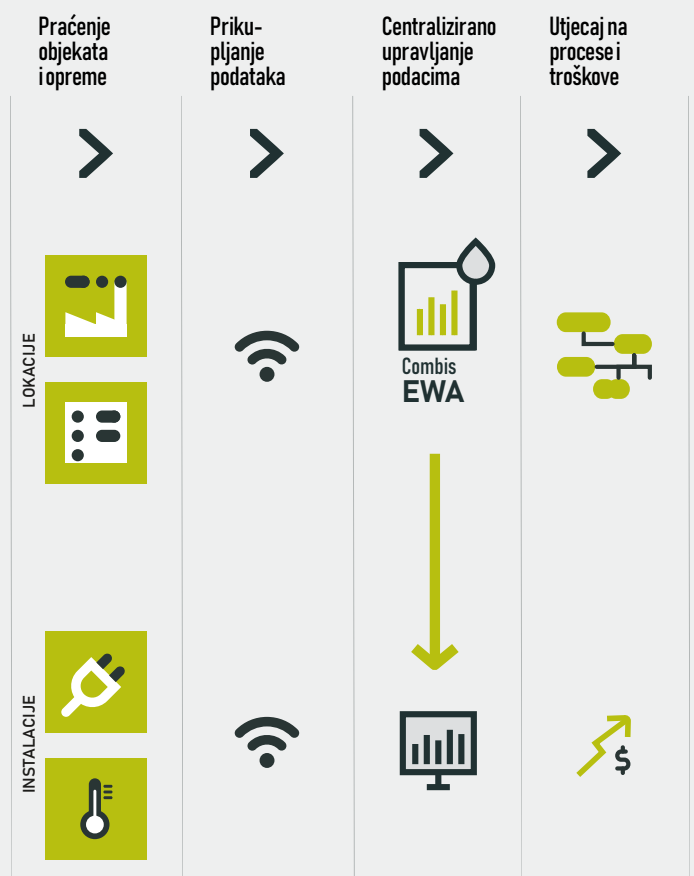 Praćenje
objekata
i opreme
Priku-
pljanje
podataka
Centralizirano
upravljanje
podacima
Utjecaj na
procese i
troškove
LOKACIJE
Combis
EWA
INSTALACIJE
$